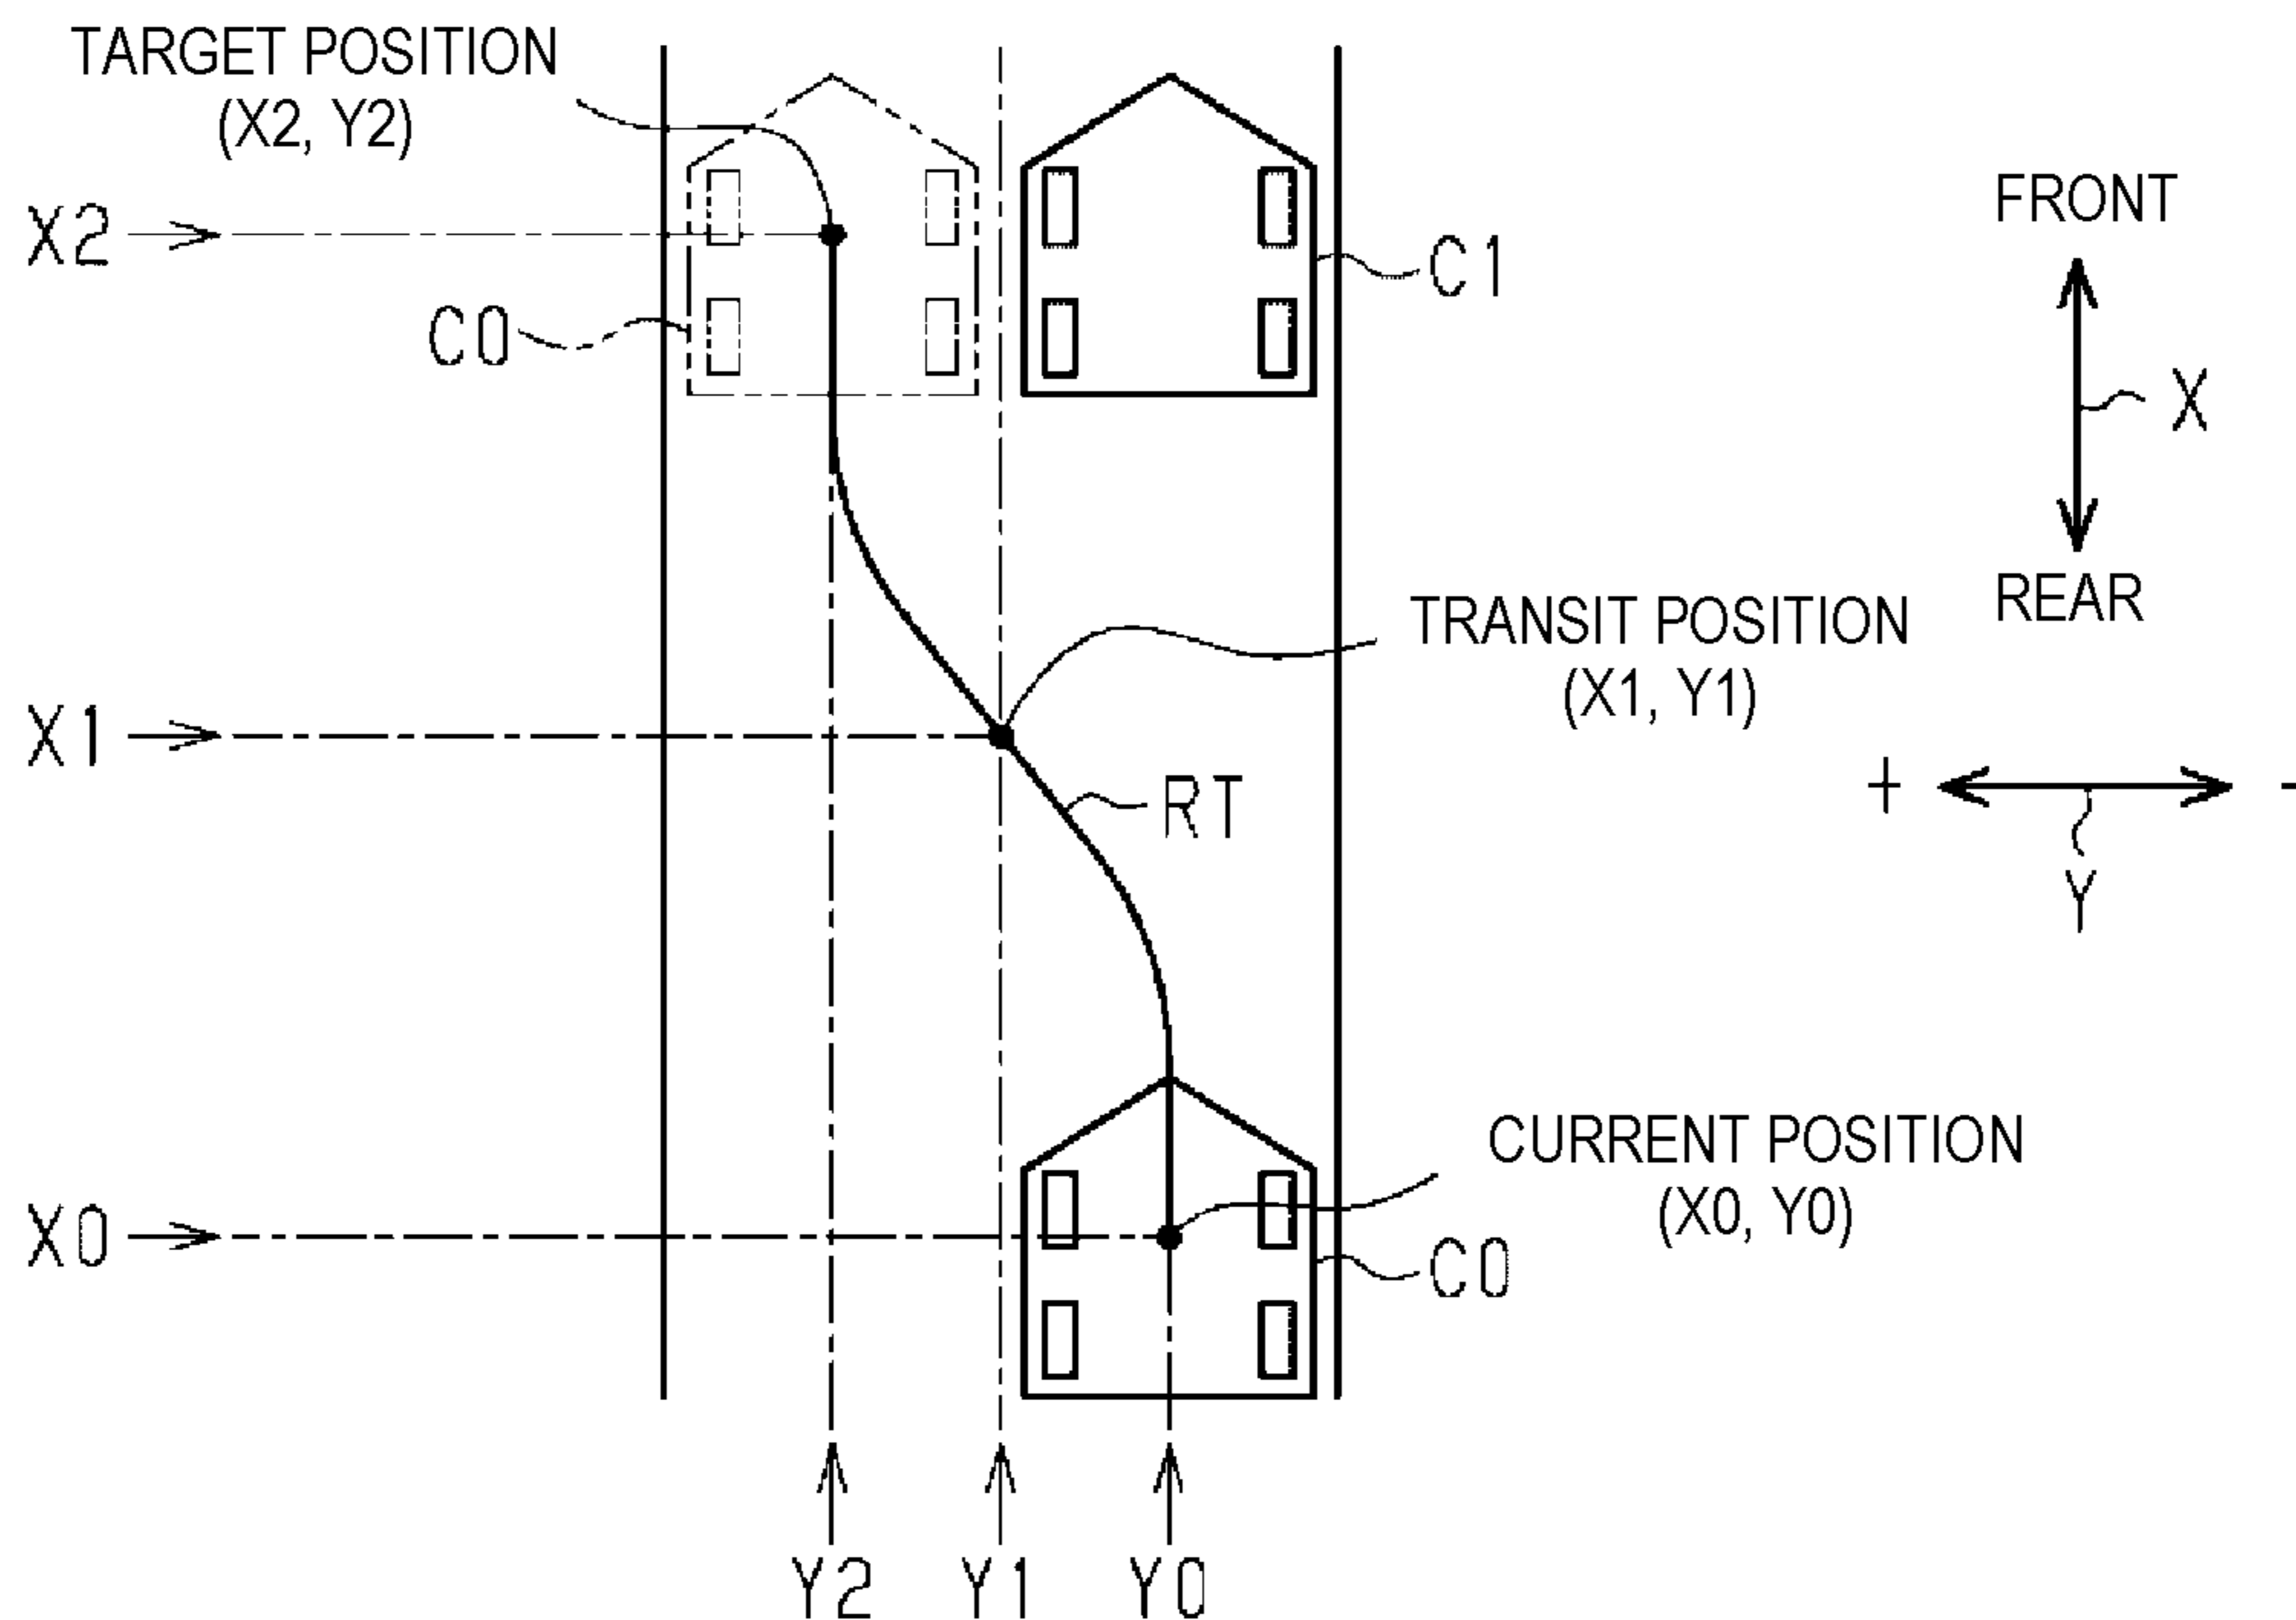 TARGET POSITION
(X2, Y2)
FRONT
X2
C1
C0
X
REAR
TRANSIT POSITION
(X1, Y1)
X1
RT
+
-
Y
CURRENT POSITION
(X0, Y0)
X0
C0
Y2
Y1
Y0